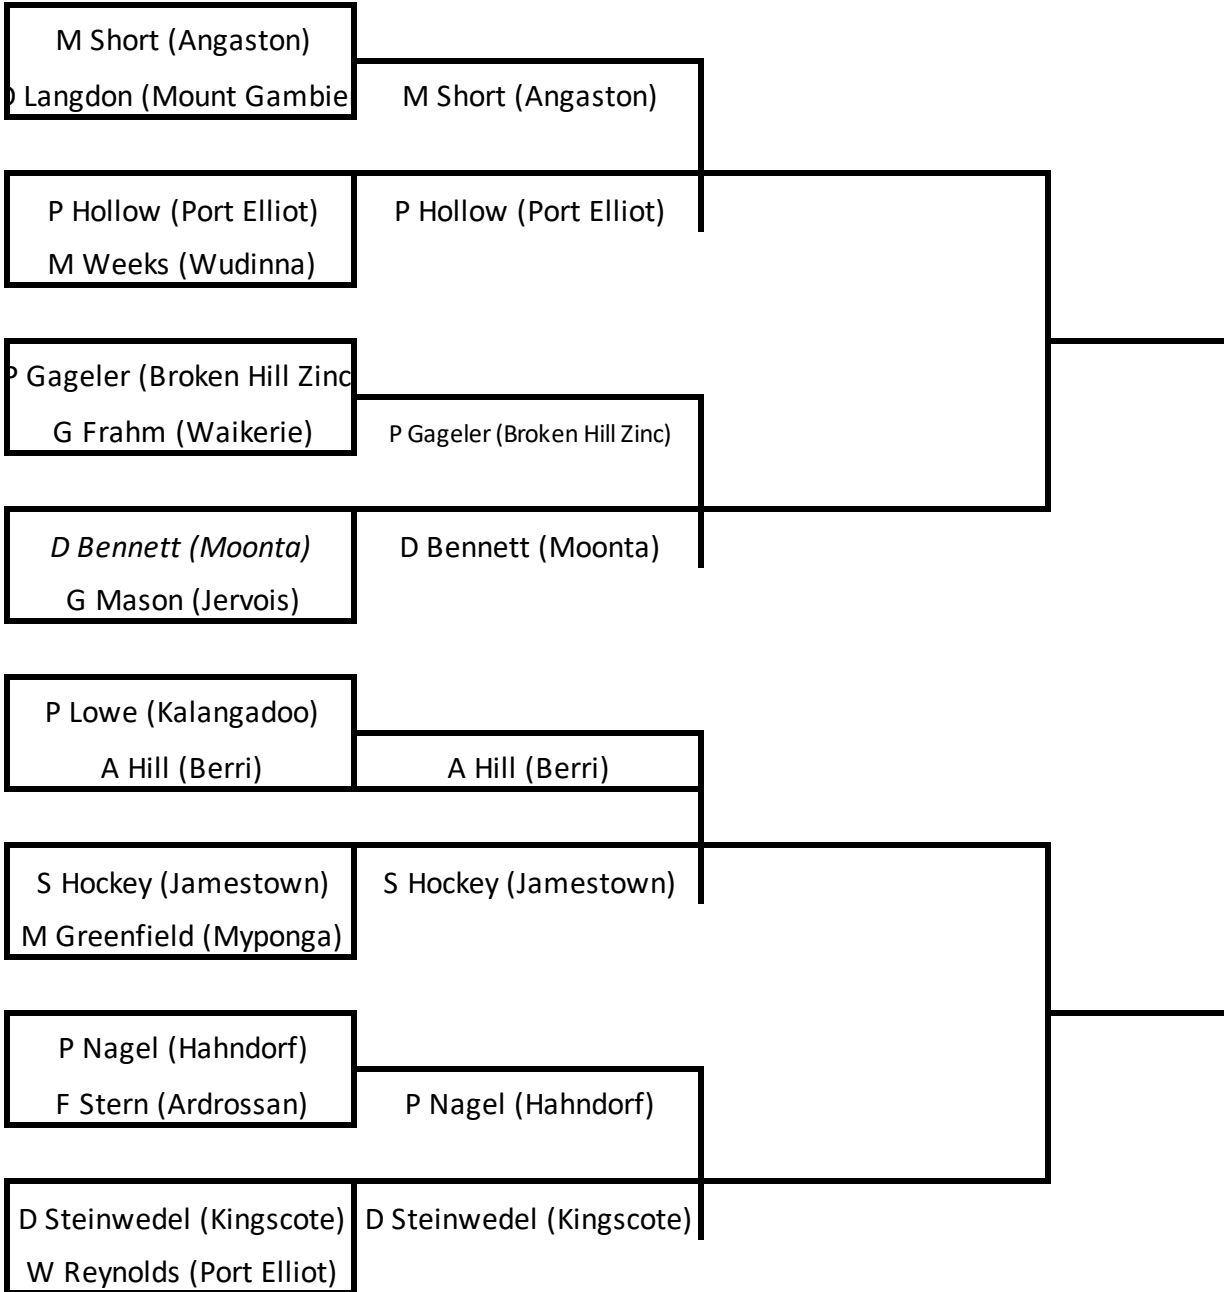 M Short (Angaston)
Langdon (Mount Gambie
M Short (Angaston)
P Hollow (Port Elliot)
P Hollow (Port Elliot)
M Weeks (Wudinna)
P Gageler (Broken Hill Zinc
G Frahm (Waikerie)
P Gageler (Broken Hill Zinc)
D Bennett (Moonta)
D Bennett (Moonta)
G Mason (Jervois)
P Lowe (Kalangadoo)
A Hill (Berri)
A Hill (Berri)
S Hockey (Jamestown)
S Hockey (Jamestown)
M Greenfield (Myponga)
P Nagel (Hahndorf)
F Stern (Ardrossan)
P Nagel (Hahndorf)
D Steinwedel (Kingscote)
D Steinwedel (Kingscote)
W Reynolds (Port Elliot)